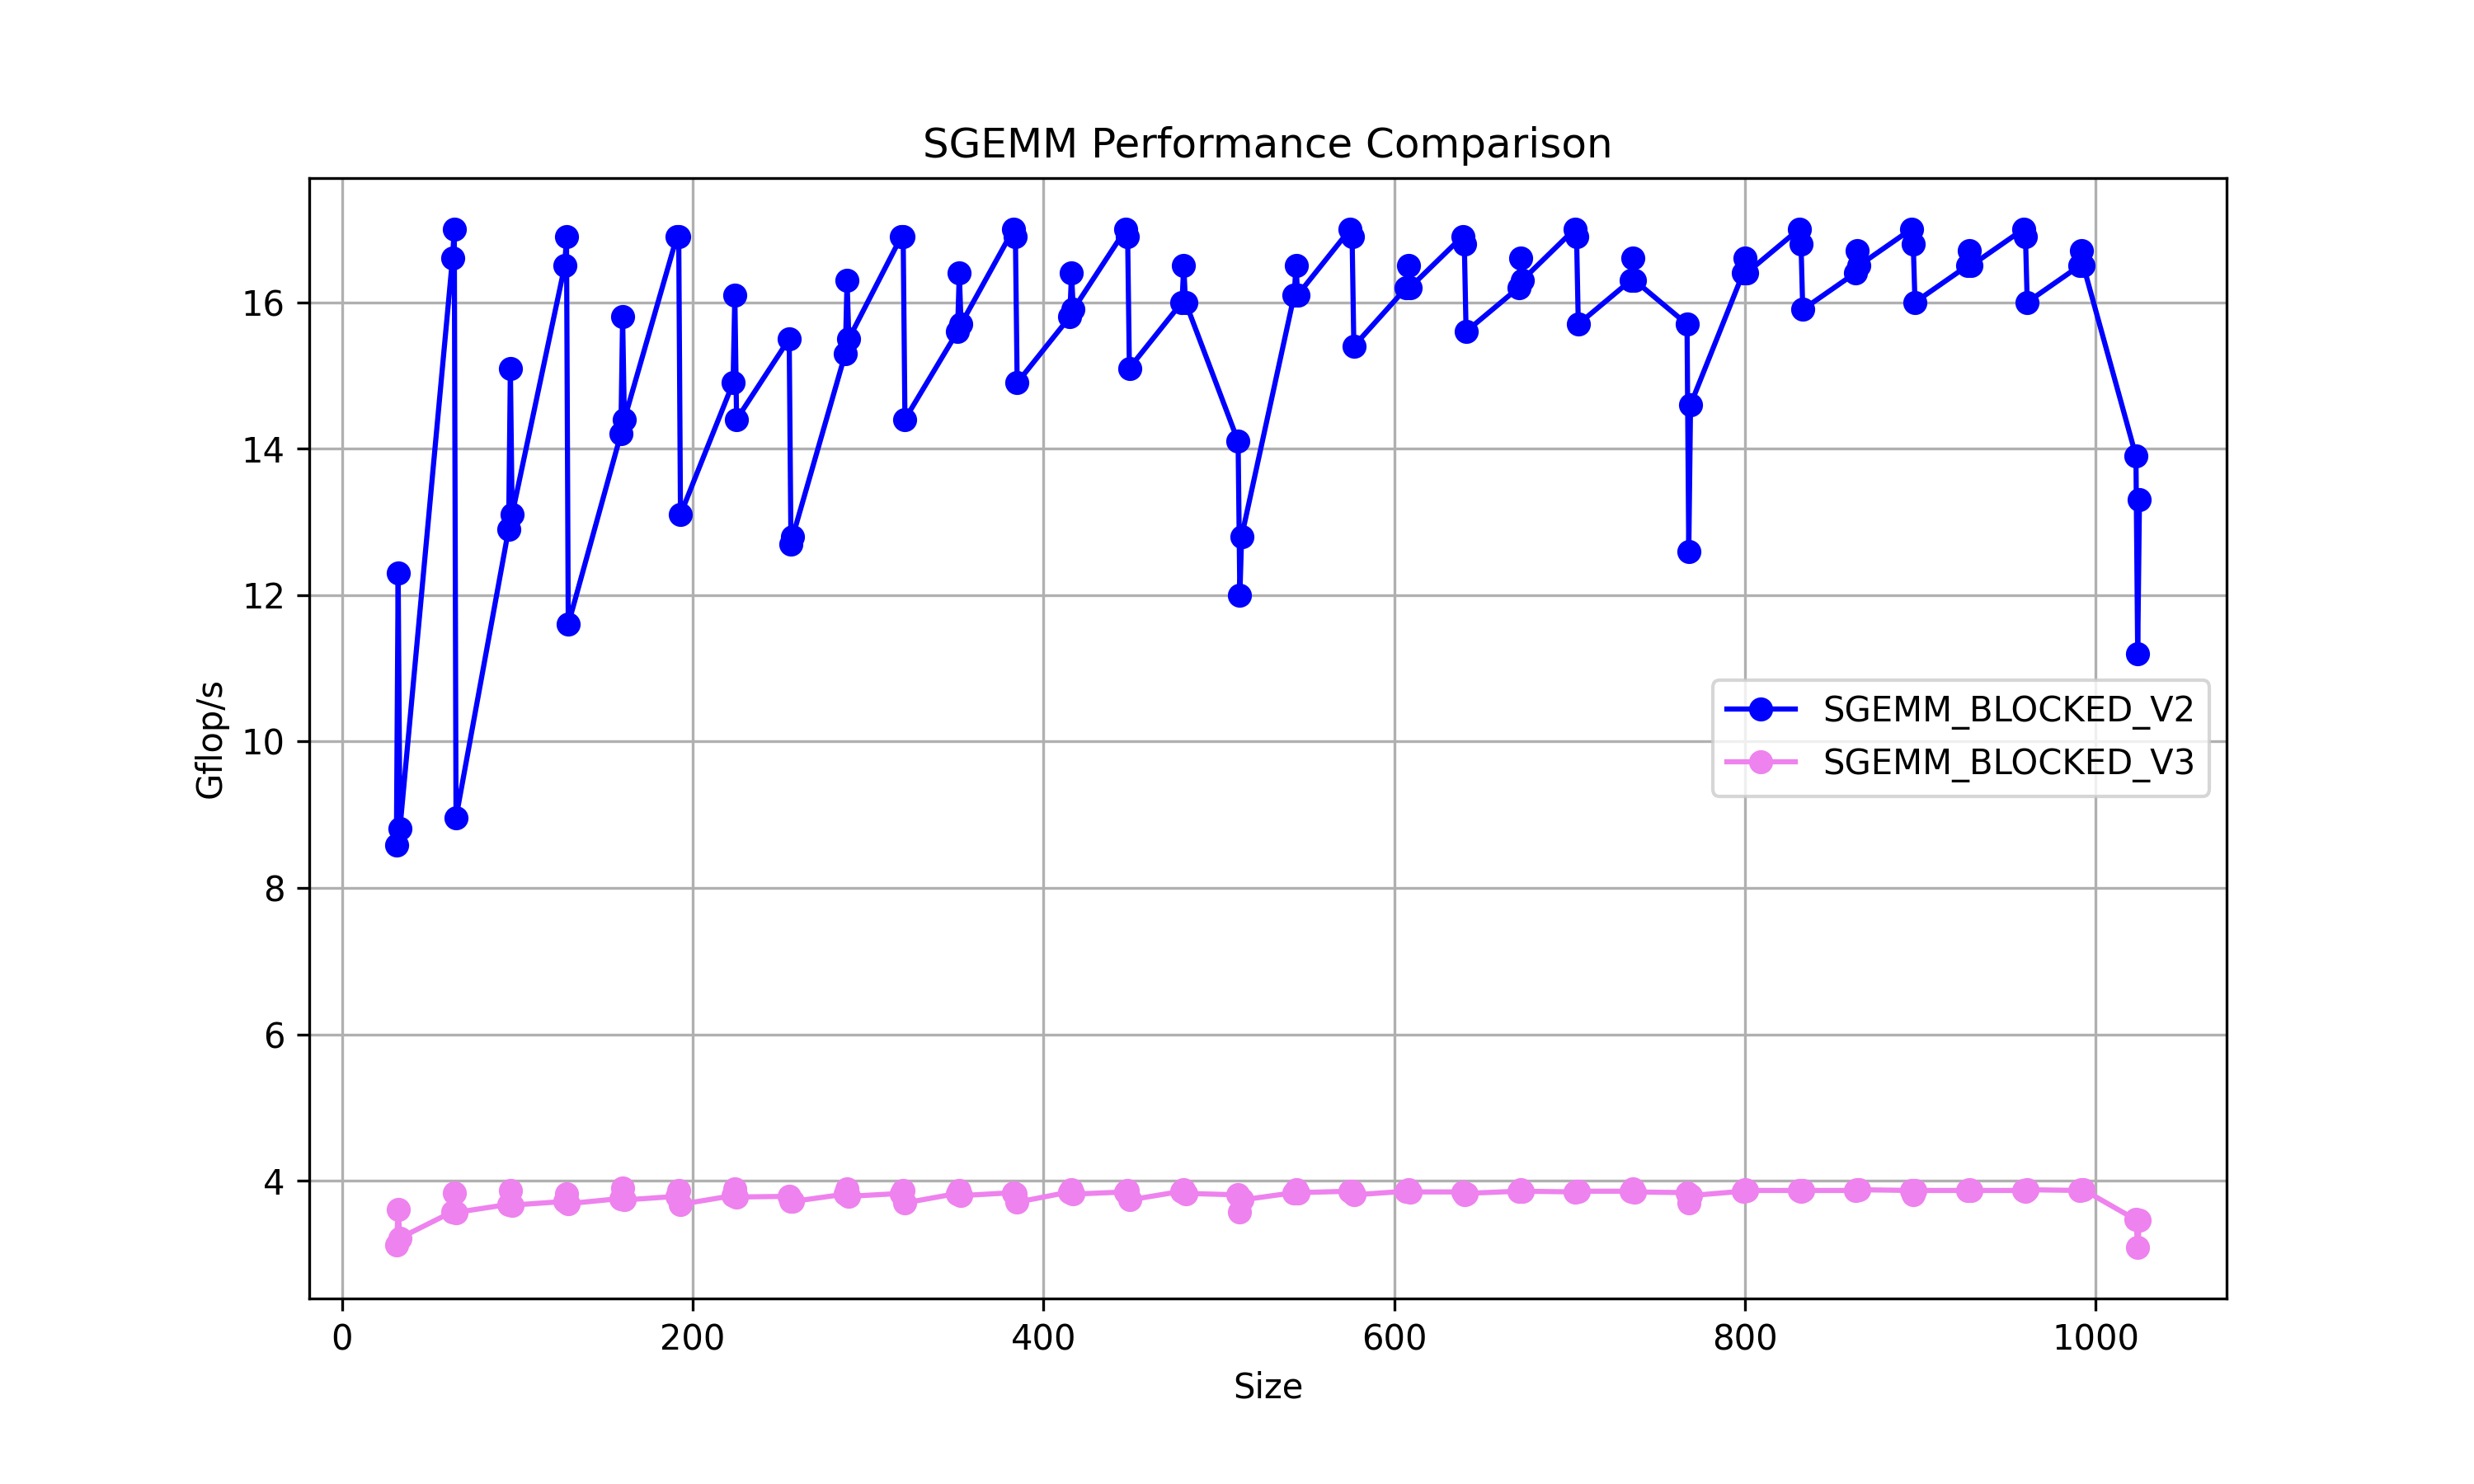 SGEMM Performance Comparison
Gflop/s
16
14
12
10
8
6
4
SGEMM_BLOCKED_V2
SGEMM_BLOCKED_V3
0 200 400 600 800 1000
Size